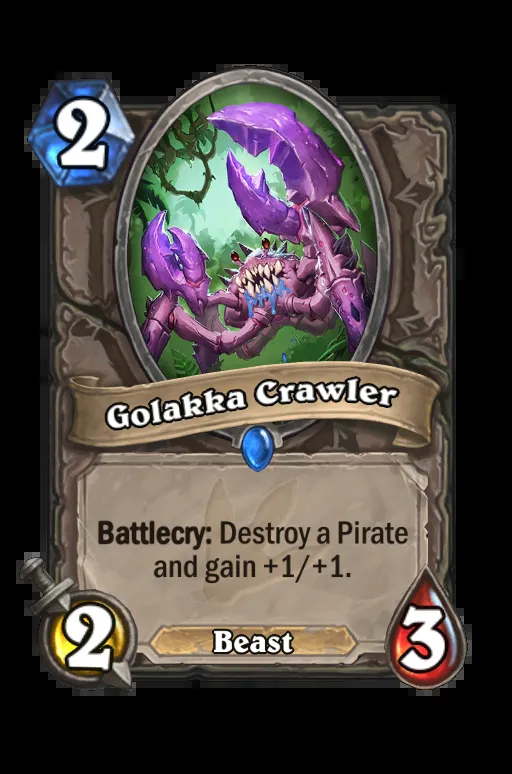 2
Golakka Crawler
Battlecry: Destroy a Pirate
and gain +1/+1.
2
Beast
3